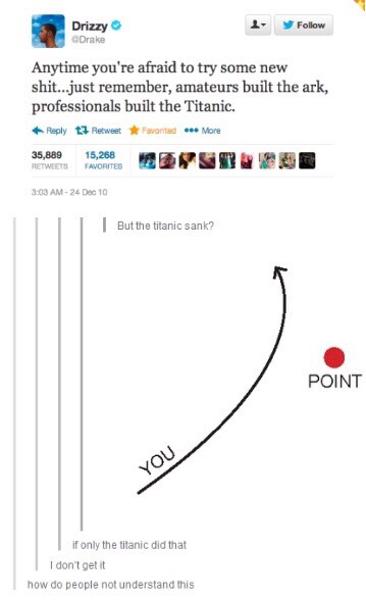 Drizzy
@Drake
Follow
Anytime you're afraid to try some new
shit...just remember, amateurs built the ark,
professionals built the Titanic.
Reply Retweet Favorited More
35,889 15,268
RETWEETS FAVORITES
3:03 AM - 24 Dec 10
But the titanic sank?
POINT
YOU
if only the titanic did that
I don't get it
how do people not understand this